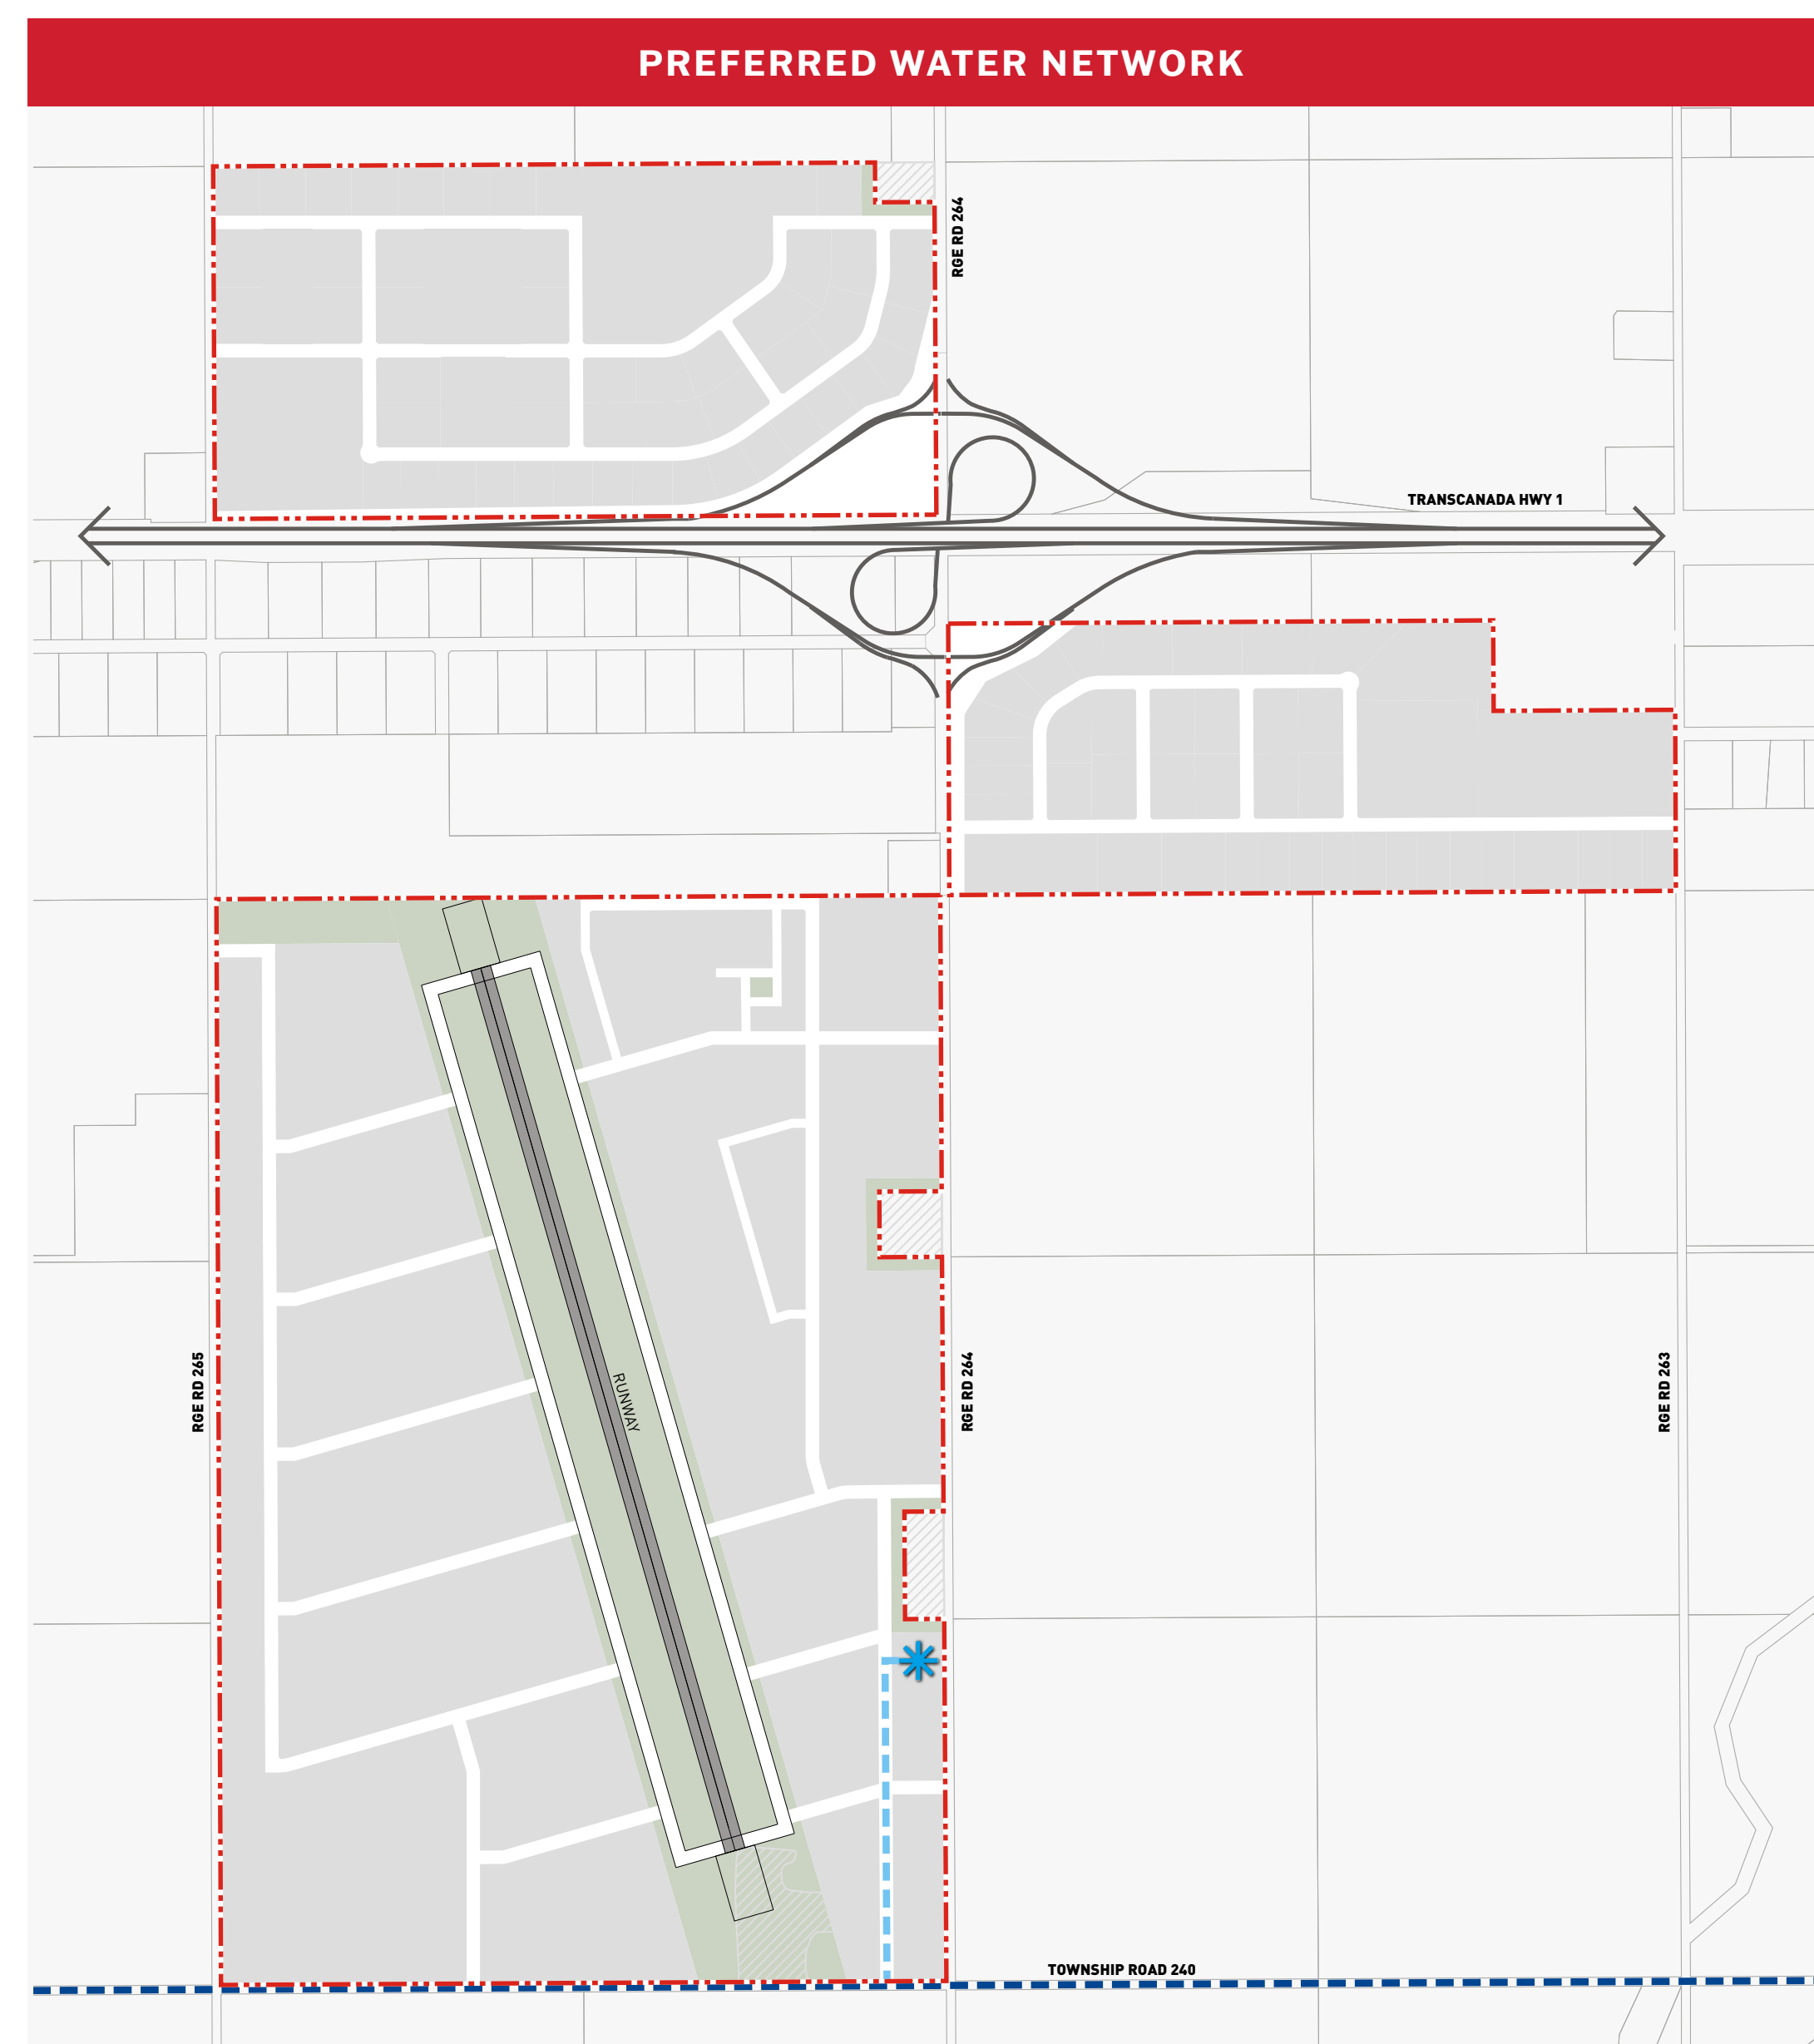 PREFERRED WATER NETWORK
RGE RD 264
TRANSCANADA HWY 1
RGE RD 265
RUNWAY
RGE RD 264
RGE RD 263
TOWNSHIP ROAD 240